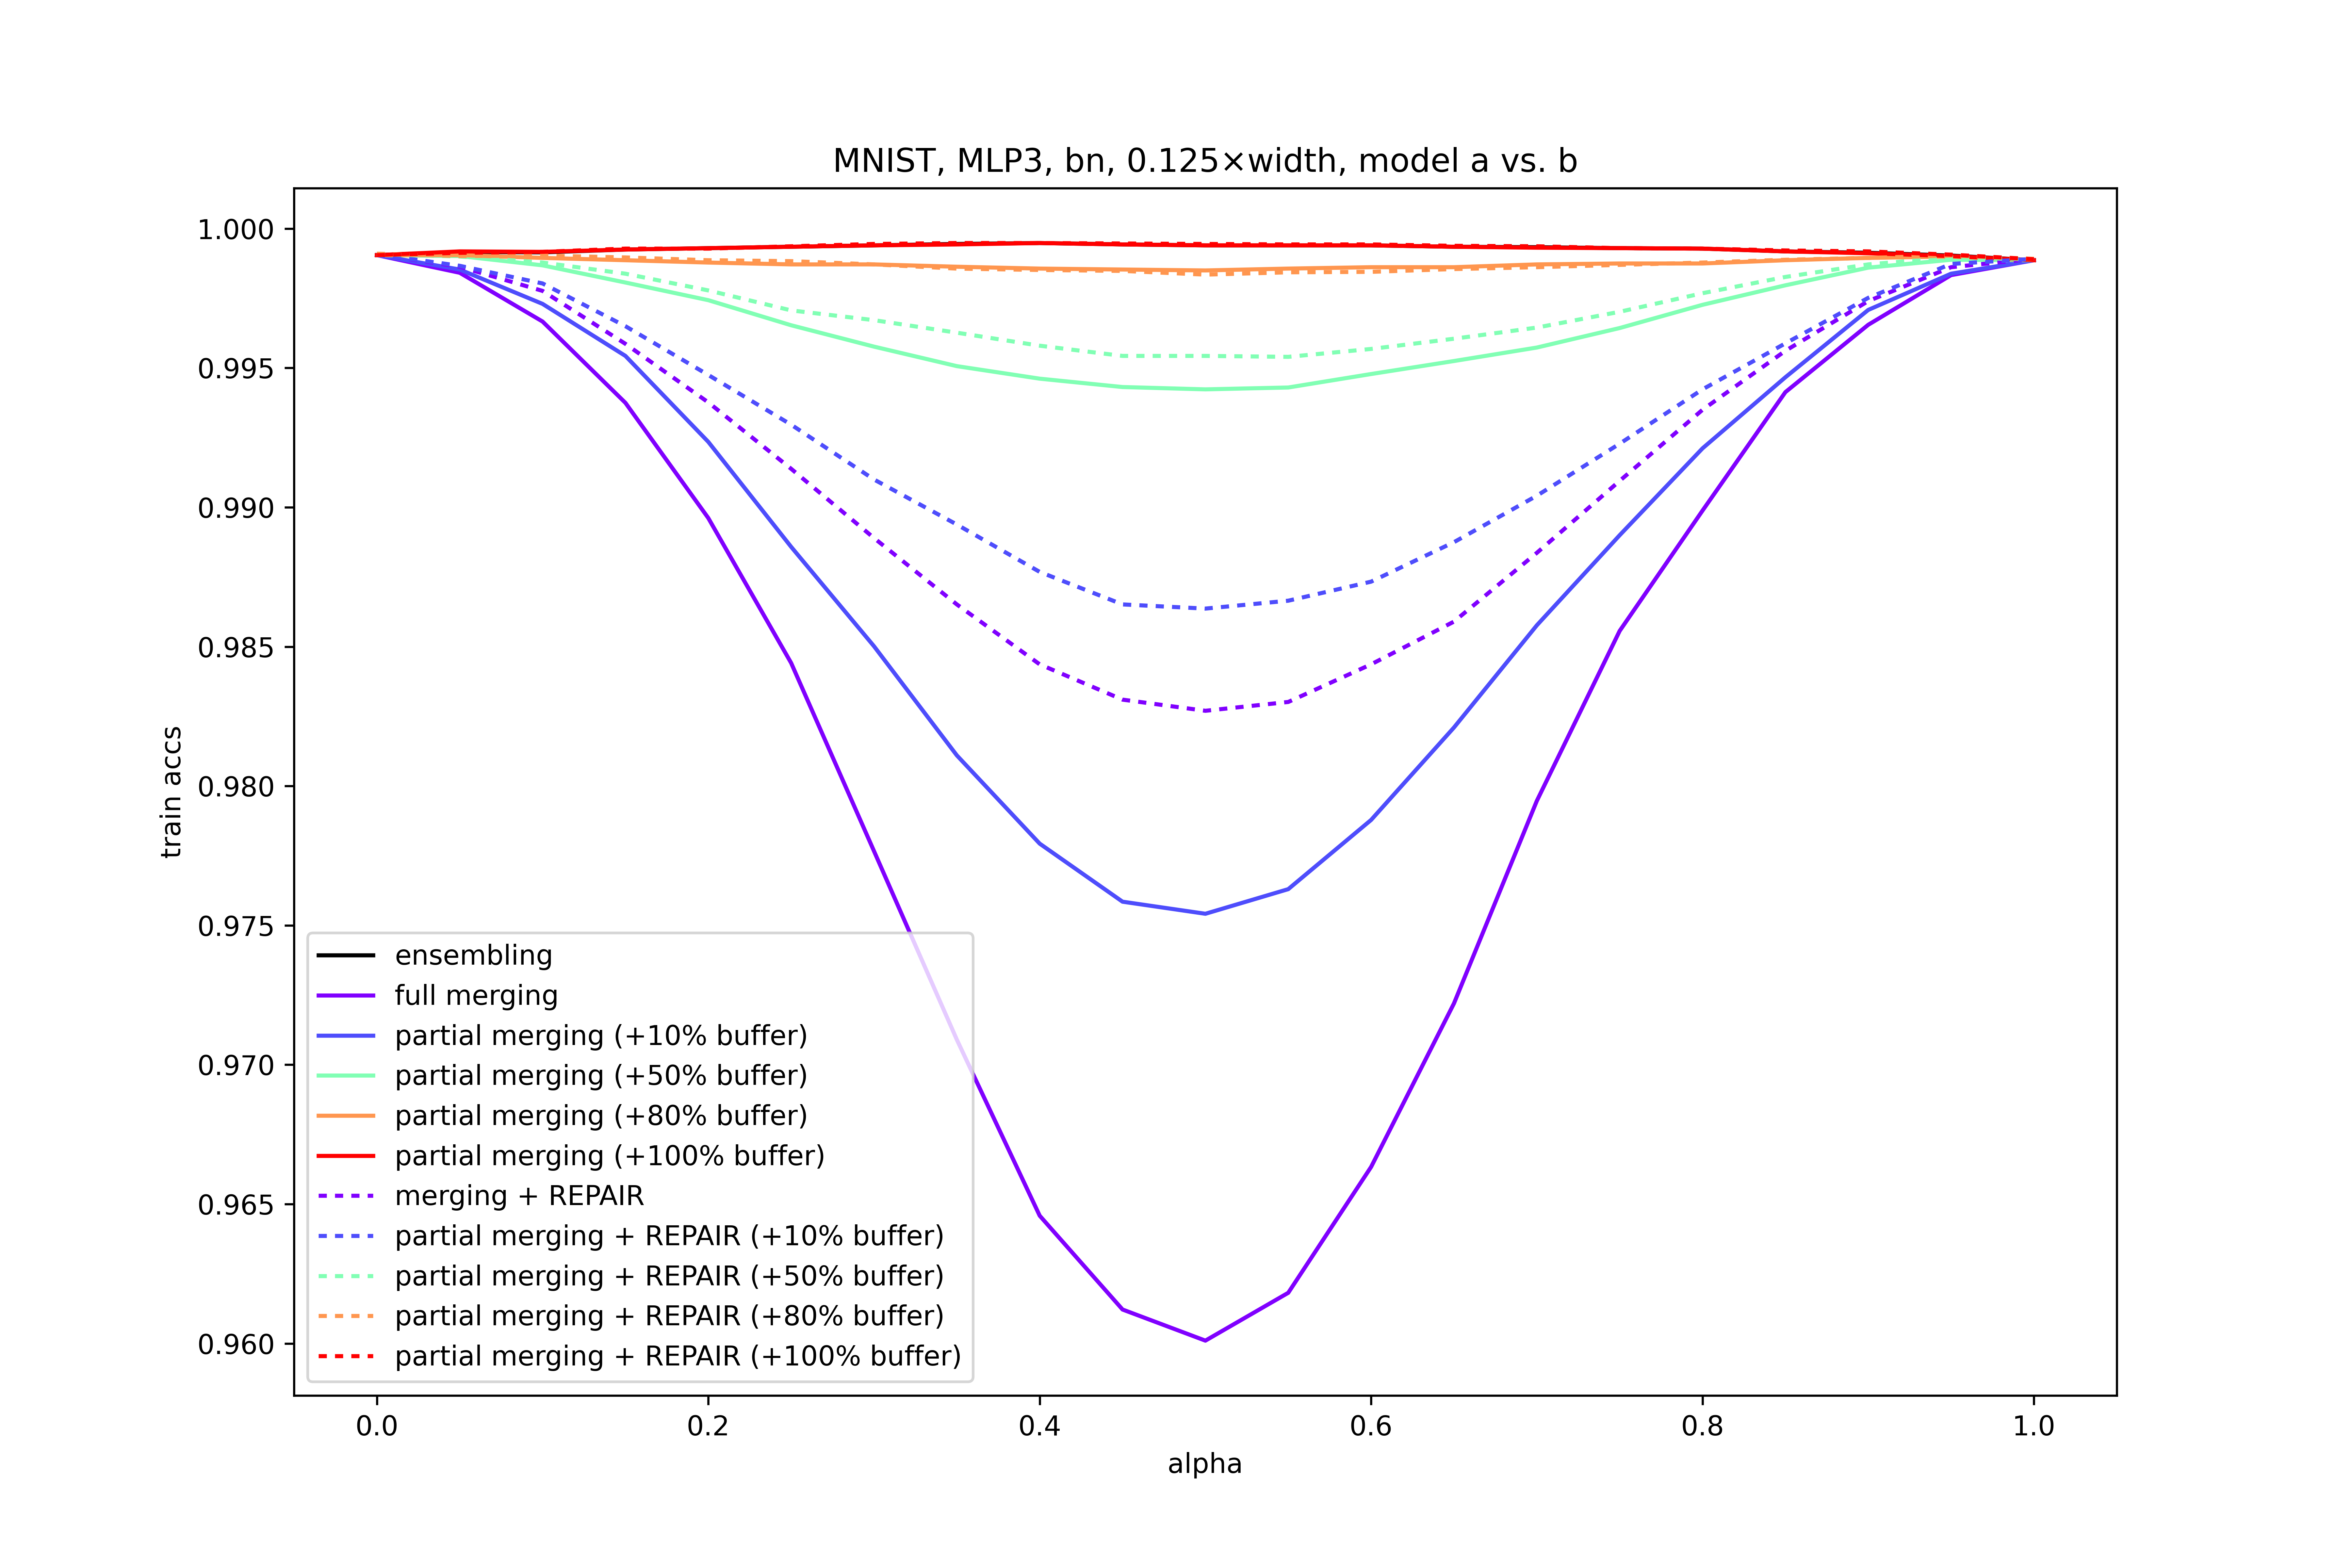 MNIST, MLP3, bn, 0.125×width, model a vs. b
1.000
0.995
0.990
0.985
0.980
0.975
0.970
0.965
0.960
train accs
ensembling
full merging
partial merging (+10% buffer)
partial merging (+50% buffer)
partial merging (+80% buffer)
partial merging (+100% buffer)
merging + REPAIR
partial merging + REPAIR (+10% buffer)
partial merging + REPAIR (+50% buffer)
partial merging + REPAIR (+80% buffer)
partial merging + REPAIR (+100% buffer)
0.0 0.2 0.4 0.6 0.8 1.0
alpha